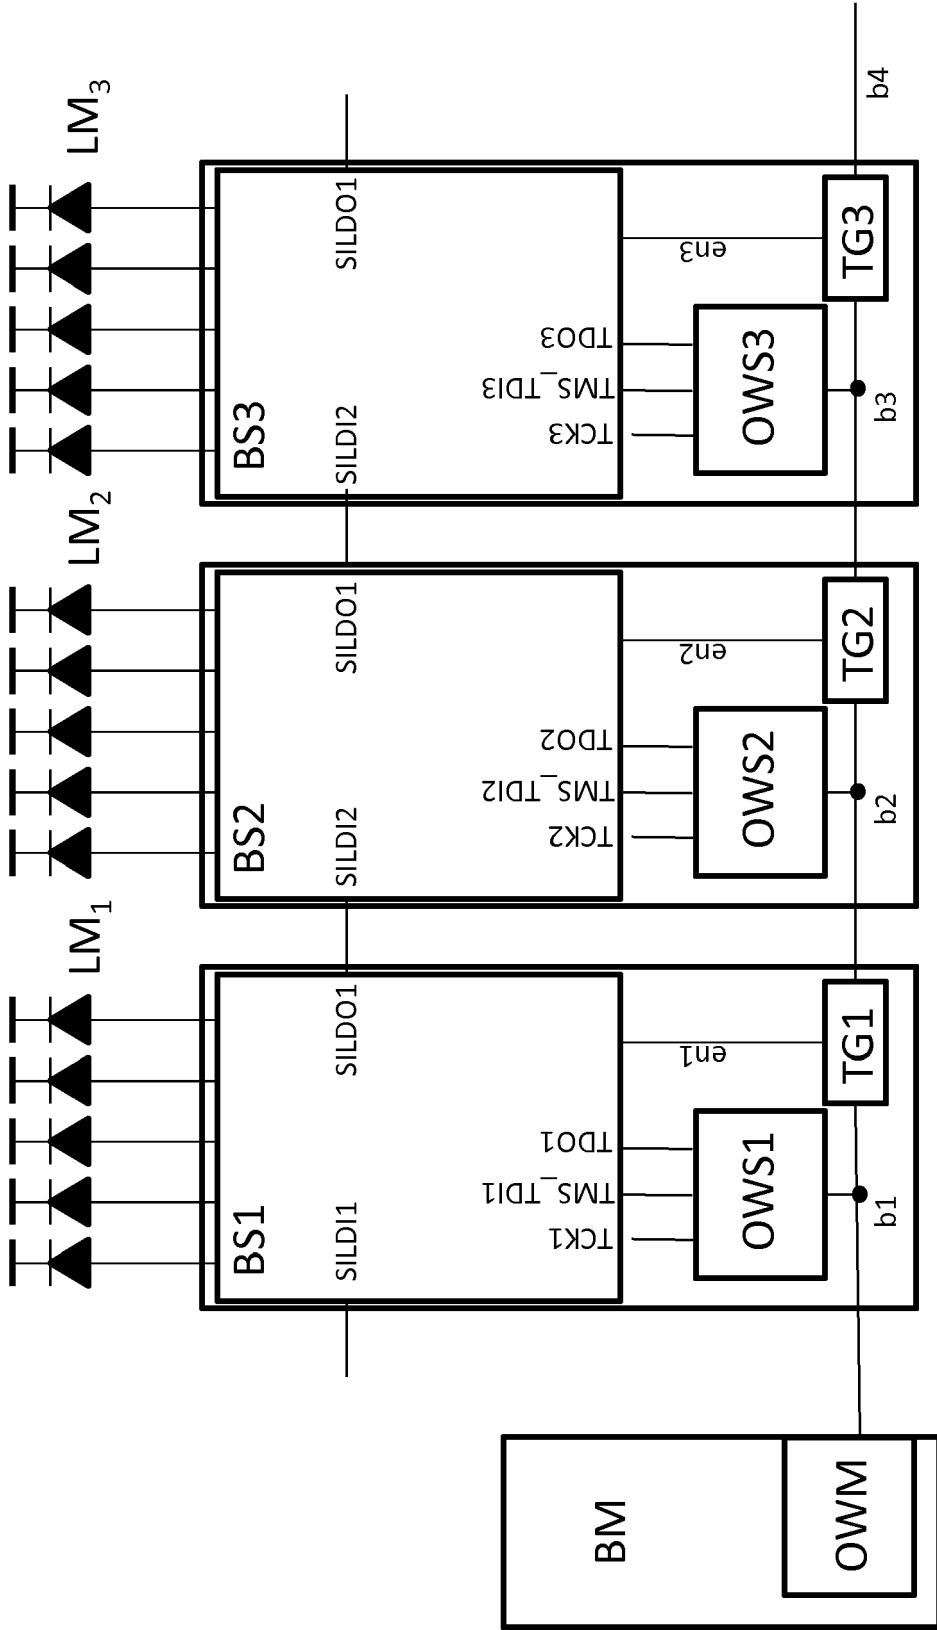 LM₁
LM₂
LM₃
BS1
SILDI1
SILDO1
TCK1
TMS_TDI1
TDO1
en1
OWS1
TG1
b1
BS2
SILDI2
SILDO1
TCK2
TMS_TDI2
TDO2
en2
OWS2
TG2
b2
BS3
SILDI2
SILDO1
TCK3
TMS_TDI3
TDO3
en3
OWS3
TG3
b3
b4
BM
OWM